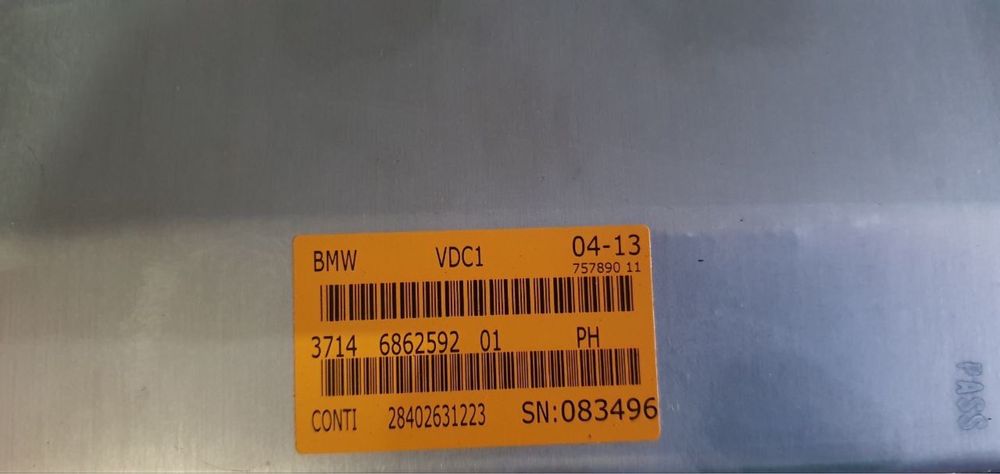 BMW VDC1 04-13
757890 11
3714 6862592 01 PH
CONTI 28402631223 SN:083496
PASS